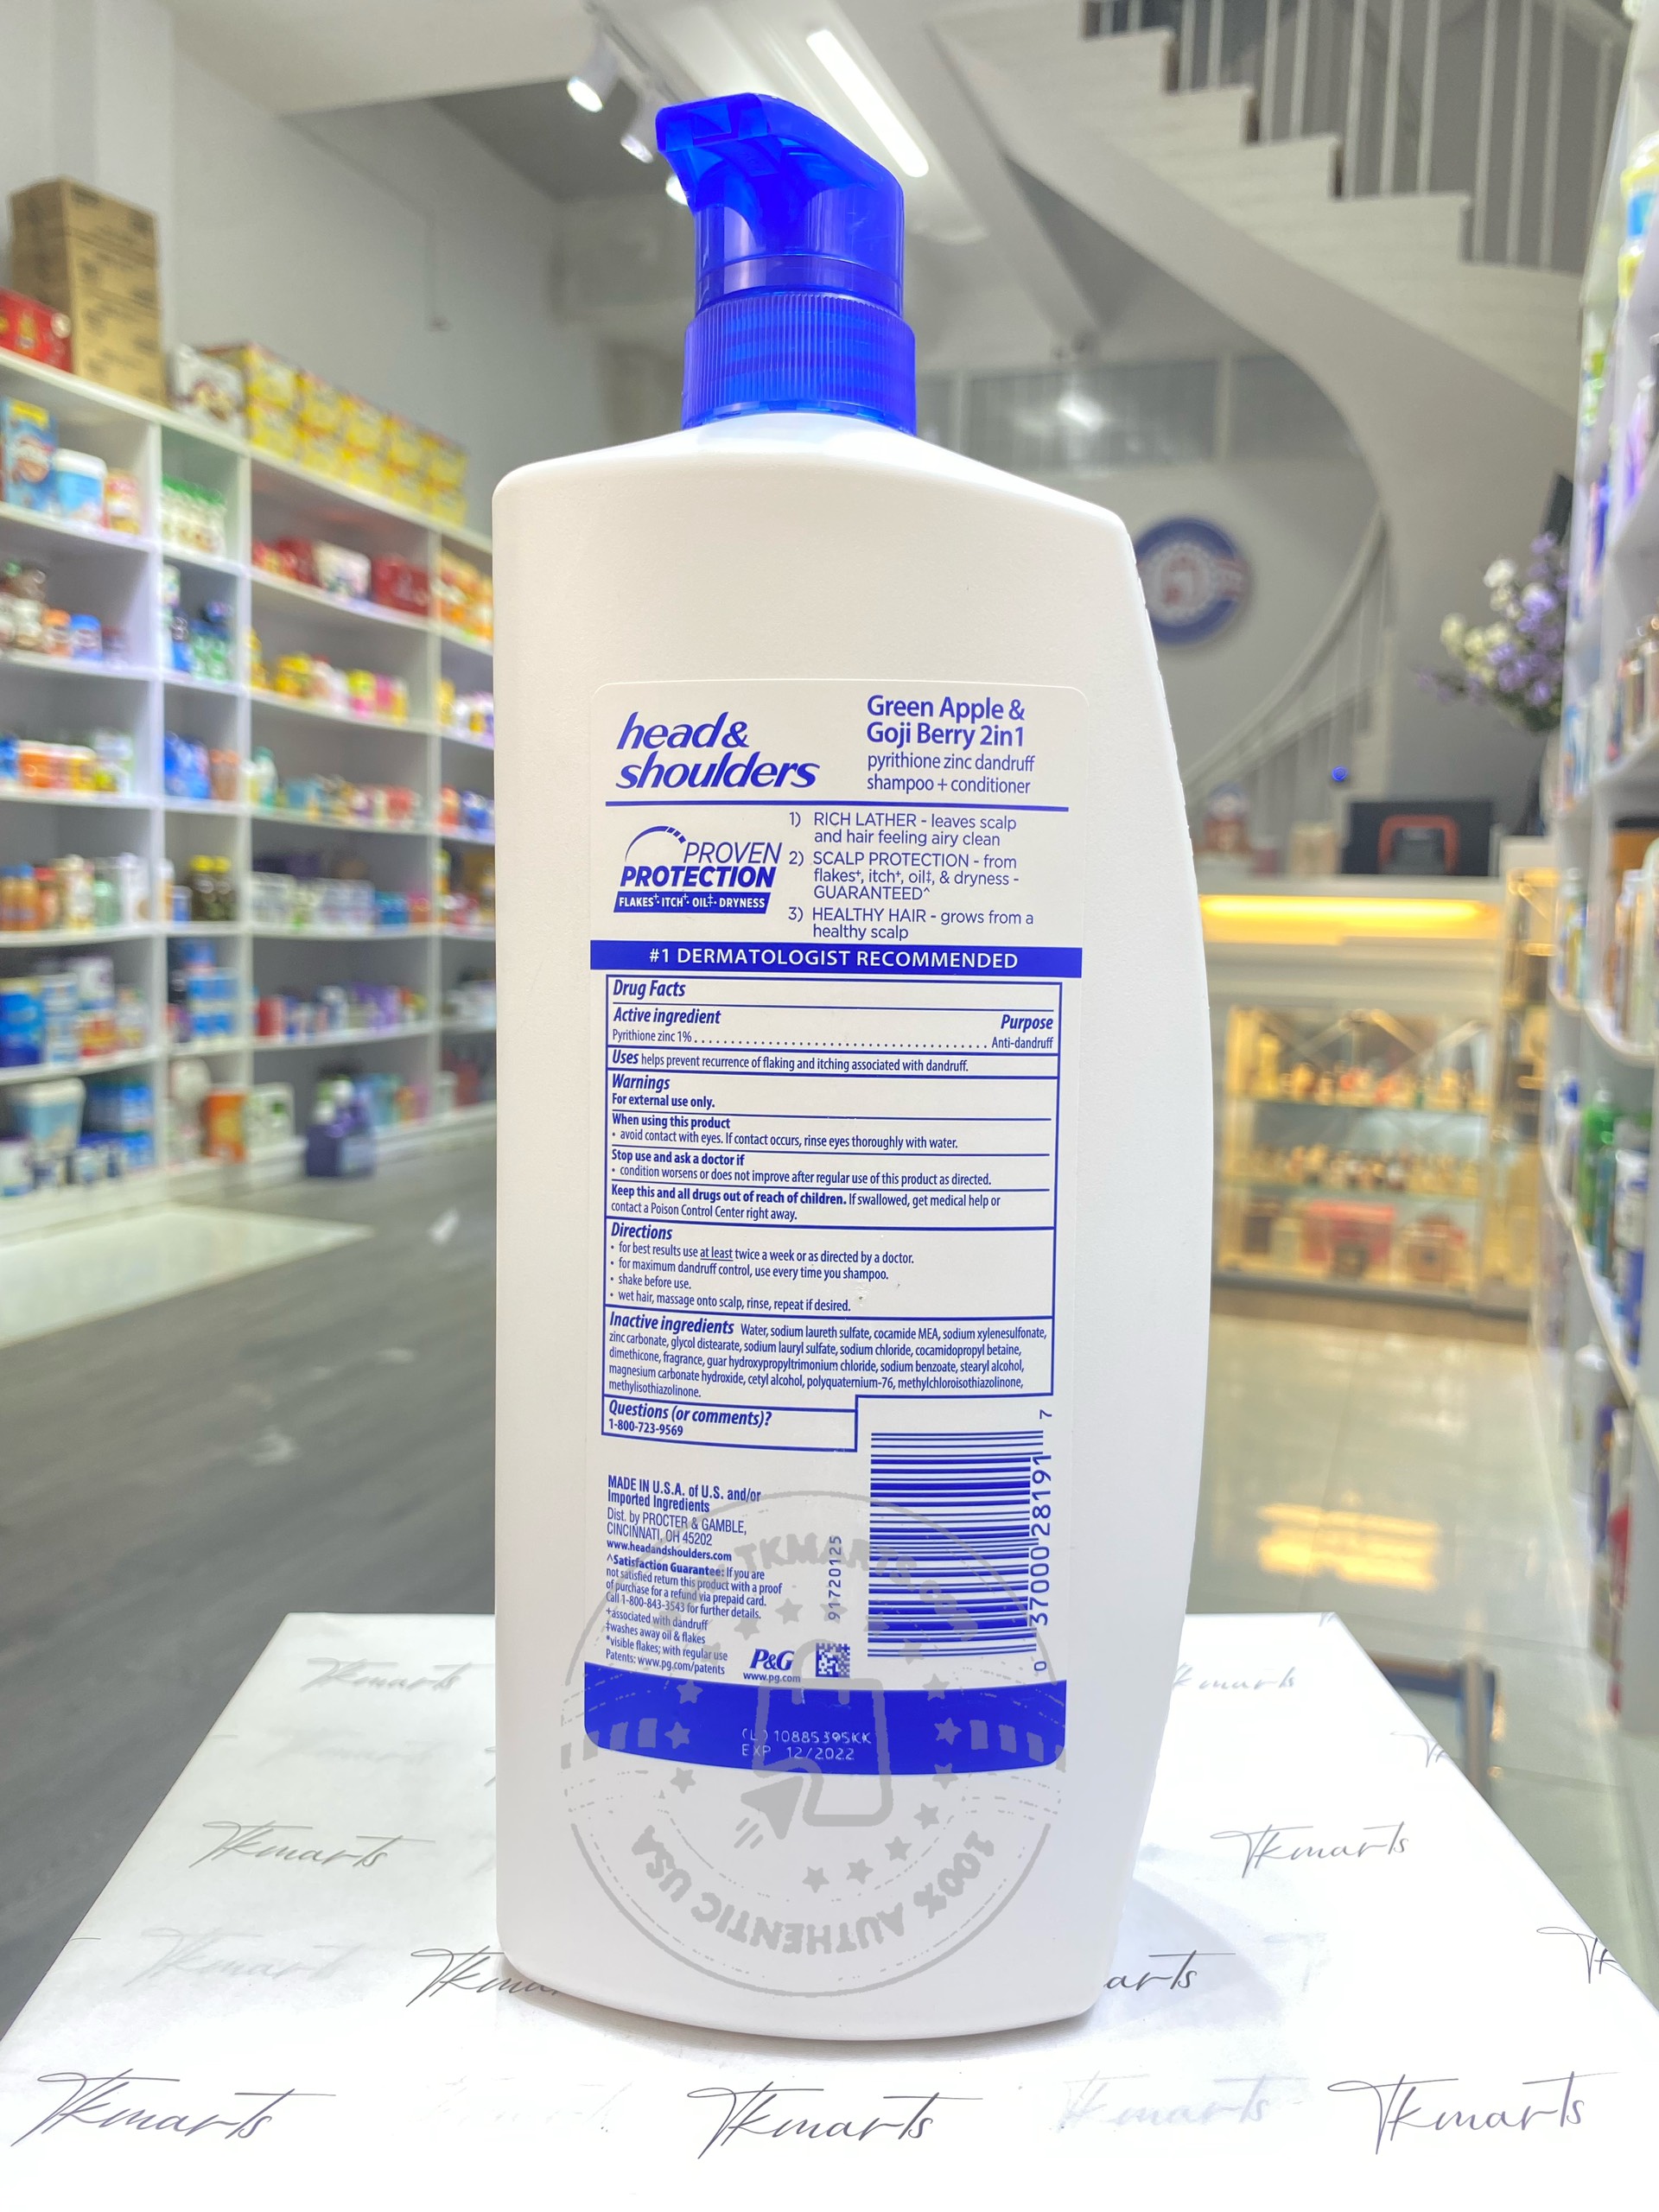 head &
shoulders
Green Apple &
Goji Berry 2in1
pyrithione zinc dandruff
shampoo + conditioner
PROVEN
PROTECTION
FLAKES⁺· ITCH⁺· OIL‡· DRYNESS
1) RICH LATHER - leaves scalp
and hair feeling airy clean
2) SCALP PROTECTION - from
flakes⁺, itch⁺, oil‡, & dryness -
GUARANTEED^
3) HEALTHY HAIR - grows from a
healthy scalp
#1 DERMATOLOGIST RECOMMENDED
Drug Facts
Active ingredient Purpose
Pyrithione zinc 1% Anti-dandruff
Uses helps prevent recurrence of flaking and itching associated with dandruff.
Warnings
For external use only.
When using this product
• avoid contact with eyes. If contact occurs, rinse eyes thoroughly with water.
Stop use and ask a doctor if
• condition worsens or does not improve after regular use of this product as directed.
Keep this and all drugs out of reach of children. If swallowed, get medical help or
contact a Poison Control Center right away.
Directions
• for best results use at least twice a week or as directed by a doctor.
• for maximum dandruff control, use every time you shampoo.
• shake before use.
• wet hair, massage onto scalp, rinse, repeat if desired.
Inactive ingredients Water, sodium laureth sulfate, cocamide MEA, sodium xylenesulfonate,
zinc carbonate, glycol distearate, sodium lauryl sulfate, sodium chloride, cocamidopropyl betaine,
dimethicone, fragrance, guar hydroxypropyltrimonium chloride, sodium benzoate, stearyl alcohol,
magnesium carbonate hydroxide, cetyl alcohol, polyquaternium-76, methylchloroisothiazolinone,
methylisothiazolinone.
Questions (or comments)?
1-800-723-9569
MADE IN U.S.A. of U.S. and/or
Imported Ingredients
Dist. by PROCTER & GAMBLE,
CINCINNATI, OH 45202
www.headandshoulders.com
^Satisfaction Guarantee: If you are
not satisfied return this product with a proof
of purchase for a refund via prepaid card.
Call 1-800-843-3543 for further details.
+associated with dandruff
‡washes away oil & flakes
*visible flakes; with regular use
Patents: www.pg.com/patents
P&G
www.pg.com
91720125
0 37000 28191 7
(L) 10885395KK
EXP 12/2022
TKMARTS.COM
100% AUTHENTIC USA
Tkmarts
Tkmarts
Tkmarts
Tkmarts
Tkmarts
Tkmarts
Tkmarts